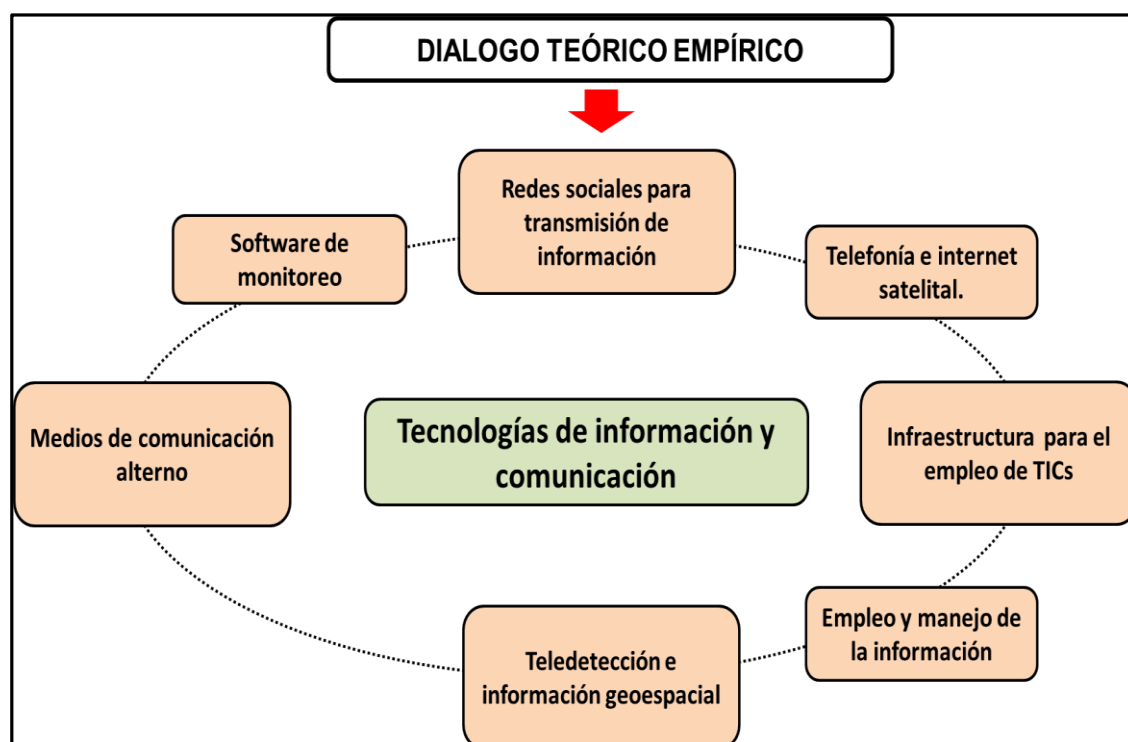 DIALOGO TEÓRICO EMPÍRICO
Redes sociales para
transmisión de
información
Software de
monitoreo
Telefonía e internet
satelital.
Medios de comunicación
alterno
Tecnologías de información y
comunicación
Infraestructura para el
empleo de TICs
Teledetección e
información geoespacial
Empleo y manejo de
la información